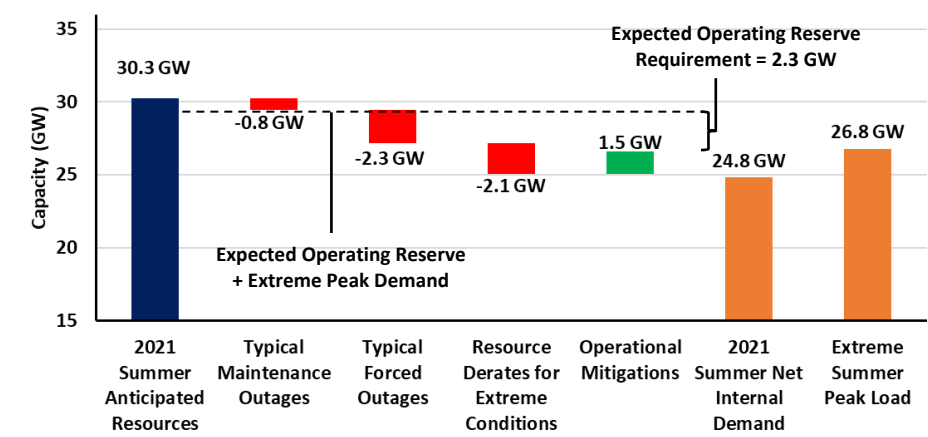 Expected Operating Reserve
Requirement = 2.3 GW
Capacity (GW)
35
30
25
20
15
30.3 GW
-0.8 GW
-2.3 GW
-2.1 GW
1.5 GW
24.8 GW
26.8 GW
Expected Operating Reserve
+ Extreme Peak Demand
2021
Summer
Anticipated
Resources
Typical
Maintenance
Outages
Typical
Forced
Outages
Resource
Derates for
Extreme
Conditions
Operational
Mitigations
2021
Summer Net
Internal
Demand
Extreme
Summer
Peak Load